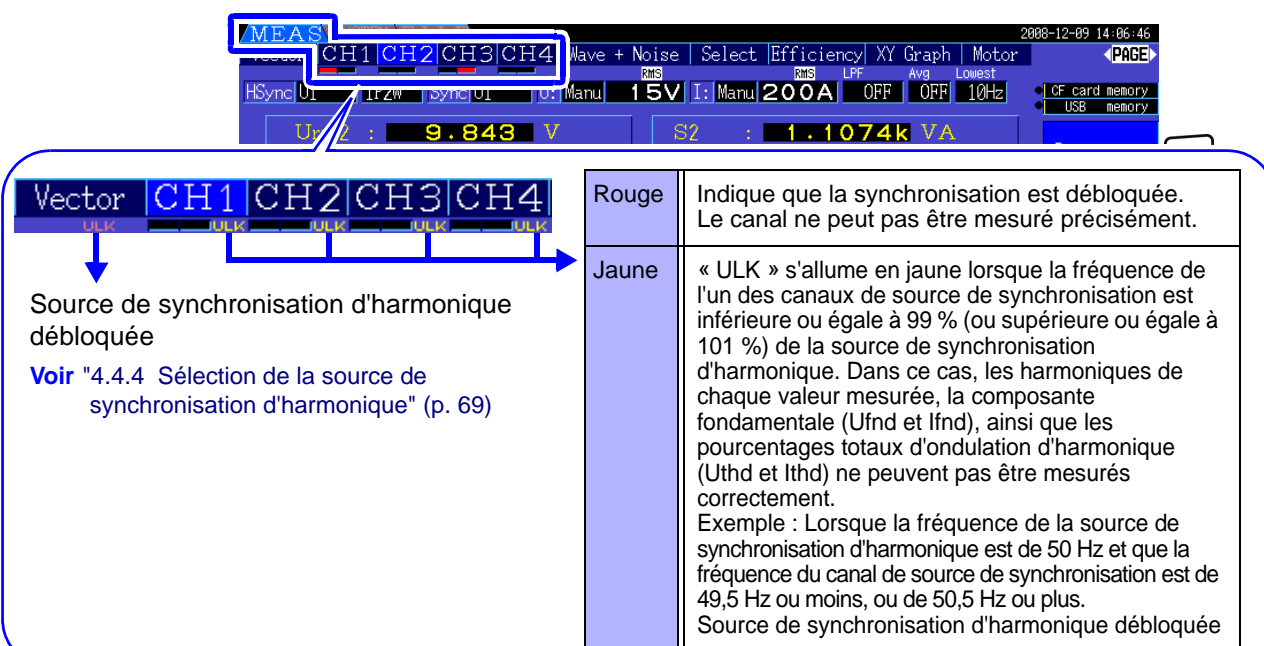 MEAS
2008-12-09 14:06:46
CH1 CH2 CH3 CH4 Wave + Noise Select Efficiency XY Graph Motor
PAGE
RMS RMS LPF Avg Lowest
HSync U1 1P2W Sync U1 U: Manu 15V I: Manu 200A OFF OFF 10Hz
CF card memory
USB memory
9.843 V S2 : 1.1074k VA
Vector CH1 CH2 CH3 CH4
ULK ULK ULK ULK ULK
Source de synchronisation d'harmonique
débloquée
Voir "4.4.4 Sélection de la source de
synchronisation d'harmonique" (p. 69)
Rouge
Indique que la synchronisation est débloquée.
Le canal ne peut pas être mesuré précisément.
Jaune
« ULK » s'allume en jaune lorsque la fréquence de
l'un des canaux de source de synchronisation est
inférieure ou égale à 99 % (ou supérieure ou égale à
101 %) de la source de synchronisation
d'harmonique. Dans ce cas, les harmoniques de
chaque valeur mesurée, la composante
fondamentale (Ufnd et Ifnd), ainsi que les
pourcentages totaux d'ondulation d'harmonique
(Uthd et Ithd) ne peuvent pas être mesurés
correctement.
Exemple : Lorsque la fréquence de la source de
synchronisation d'harmonique est de 50 Hz et que la
fréquence du canal de source de synchronisation est de
49,5 Hz ou moins, ou de 50,5 Hz ou plus.
Source de synchronisation d'harmonique débloquée